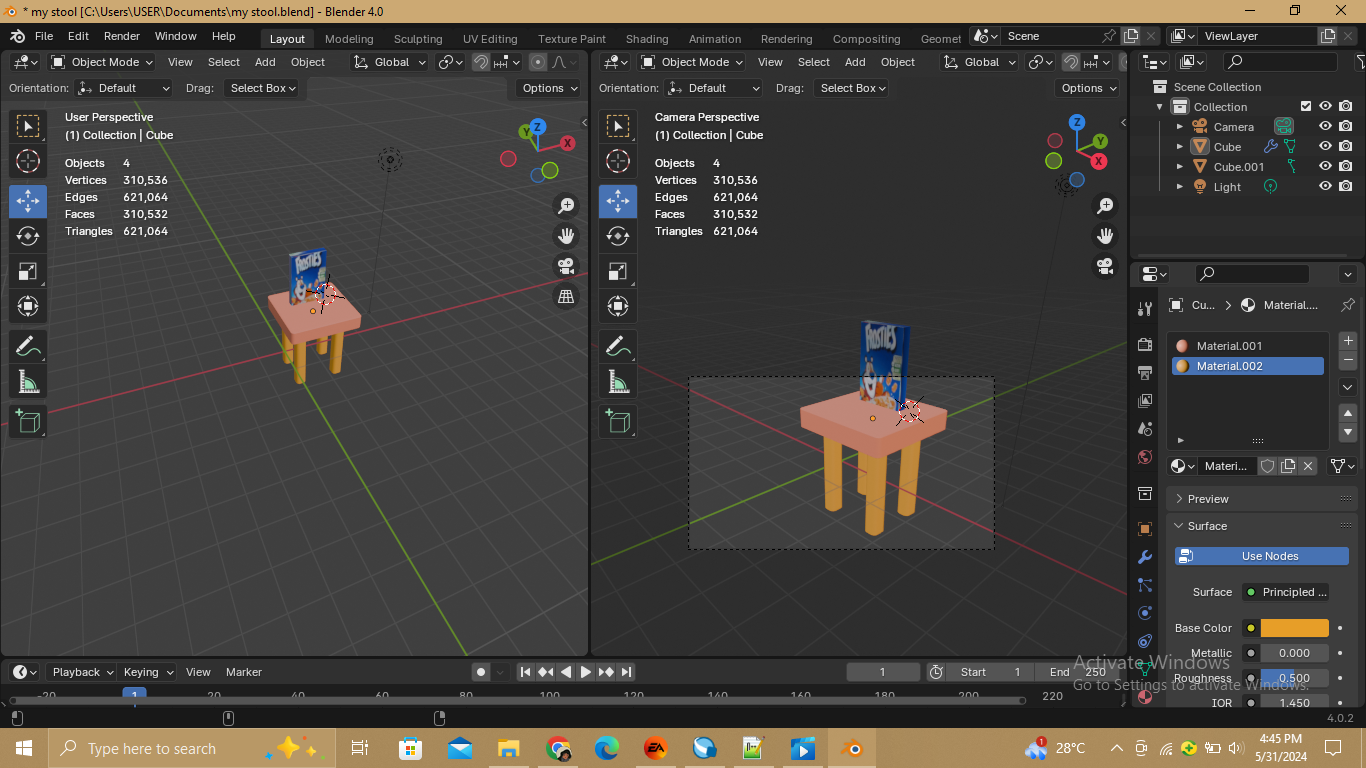 * my stool [C:\Users\USER\Documents\my stool.blend] - Blender 4.0
File Edit Render Window Help Layout Modeling Sculpting UV Editing Texture Paint Shading Animation Rendering Compositing Geomet Scene ViewLayer
Object Mode View Select Add Object Global
Orientation: Default Drag: Select Box Options
User Perspective
(1) Collection | Cube
Objects 4
Vertices 310,536
Edges 621,064
Faces 310,532
Triangles 621,064
Z
Y
X
FROSTIES
Object Mode View Select Add Object Global
Orientation: Default Drag: Select Box Options
Camera Perspective
(1) Collection | Cube
Objects 4
Vertices 310,536
Edges 621,064
Faces 310,532
Triangles 621,064
Z
Y
X
FROSTIES
Scene Collection
Collection
Camera
Cube
Cube.001
Light
Cu... Material....
Material.001
Material.002
Materi...
Preview
Surface
Use Nodes
Surface Principled ...
Base Color
Metallic 0.000
Roughness 0.500
IOR 1.450
Activate Windows
Go to Settings to activate Windows.
Playback Keying View Marker 1 Start 1 End 250
-20 1 20 40 60 80 100 120 140 160 180 200 220
4.0.2
Type here to search
1
28°C
4:45 PM
5/31/2024